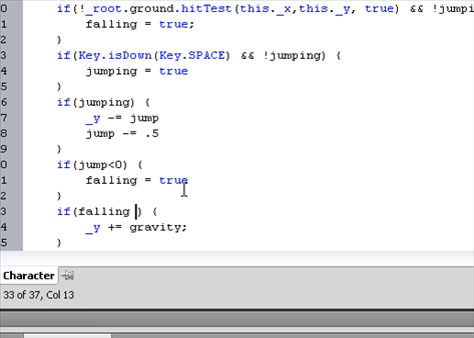 0 if(!_root.ground.hitTest(this._x,this._y, true) && !jumpi
1 falling = true;
2 }
3 if(Key.isDown(Key.SPACE) && !jumping) {
4 jumping = true
5 }
6 if(jumping) {
7 _y -= jump
8 jump -= .5
9 }
0 if(jump<0) {
1 falling = true
2 }
3 if(falling ) {
4 _y += gravity;
5 }
Character
33 of 37, Col 13